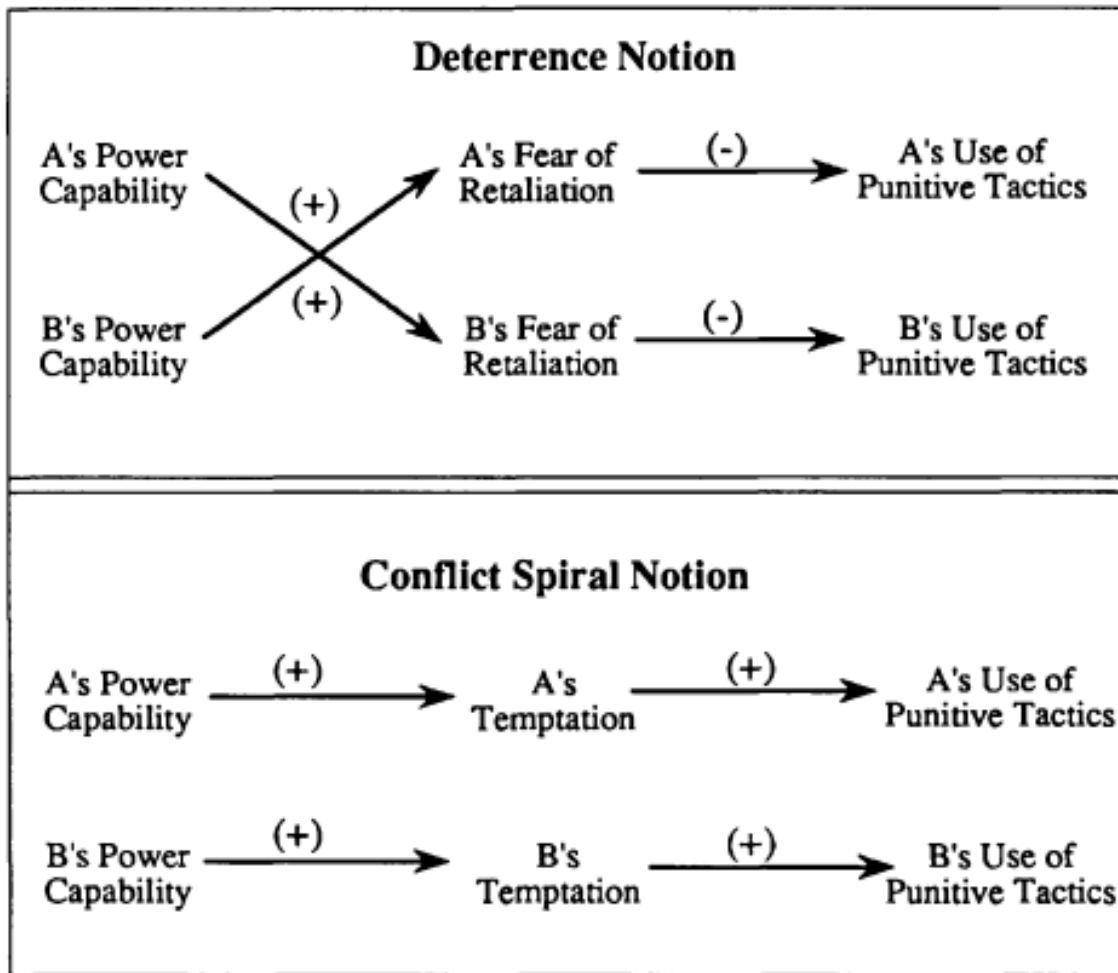 Deterrence Notion
A's Power
Capability
(+)
A's Fear of
Retaliation
(-)
A's Use of
Punitive Tactics
B's Power
Capability
(+)
B's Fear of
Retaliation
(-)
B's Use of
Punitive Tactics
Conflict Spiral Notion
A's Power
Capability
(+)
A's
Temptation
(+)
A's Use of
Punitive Tactics
B's Power
Capability
(+)
B's
Temptation
(+)
B's Use of
Punitive Tactics